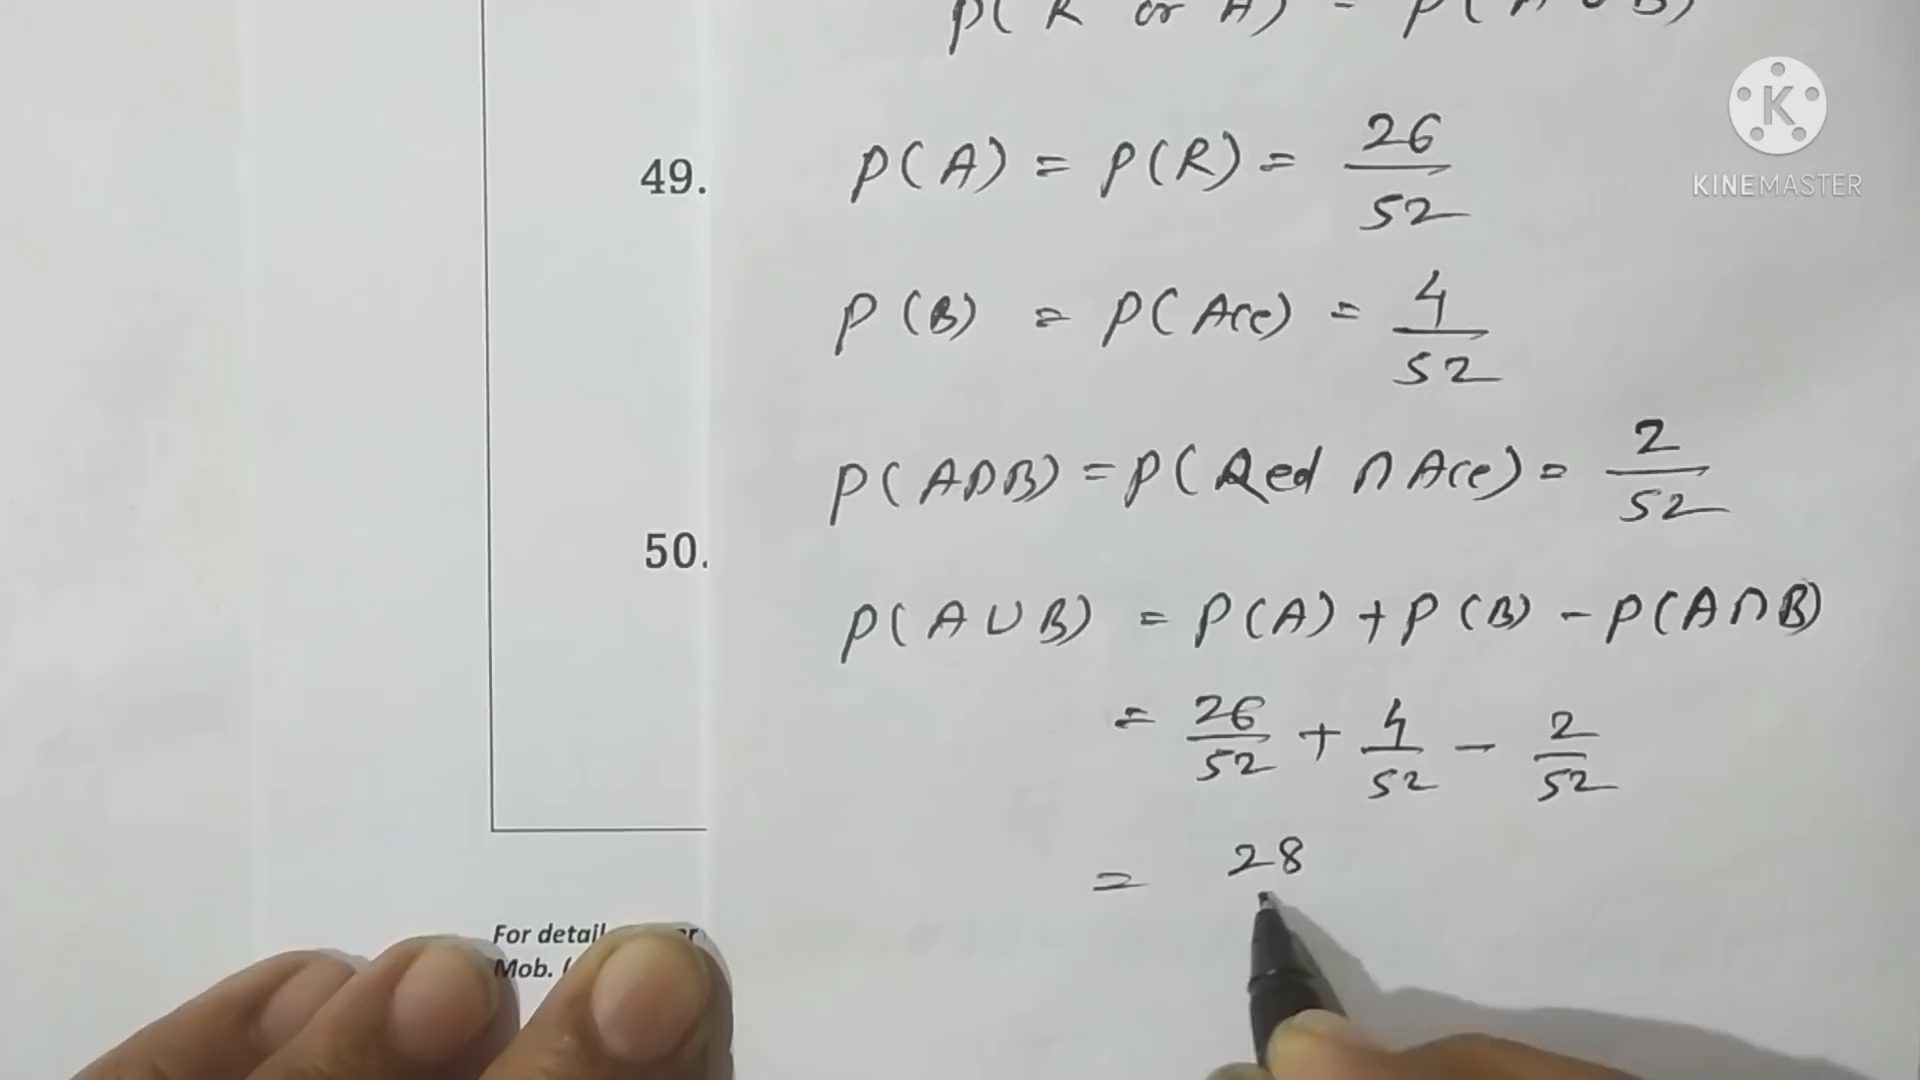 P( R or A) = P( A ∪ B)
K
KINEMASTER
49.
P(A) = P(R) = 26/52
P(B) = P(Ace) = 4/52
P(A∩B) = P(Red ∩ Ace) = 2/52
50.
P(A ∪ B) = P(A) + P(B) - P(A∩B)
= 26/52 + 4/52 - 2/52
= 28
For detail
Mob.